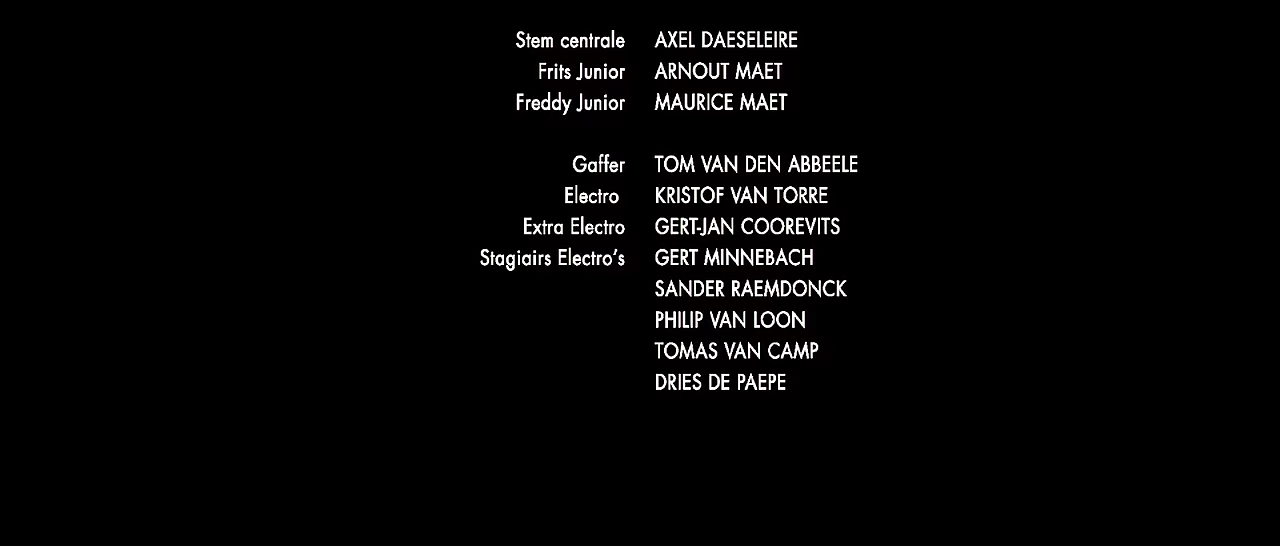 Stem centrale AXEL DAESELEIRE
Frits Junior ARNOUT MAET
Freddy Junior MAURICE MAET
Gaffer TOM VAN DEN ABBEELE
Electro KRISTOF VAN TORRE
Extra Electro GERT-JAN COOREVITS
Stagiairs Electro's GERT MINNEBACH
SANDER RAEMDONCK
PHILIP VAN LOON
TOMAS VAN CAMP
DRIES DE PAEPE